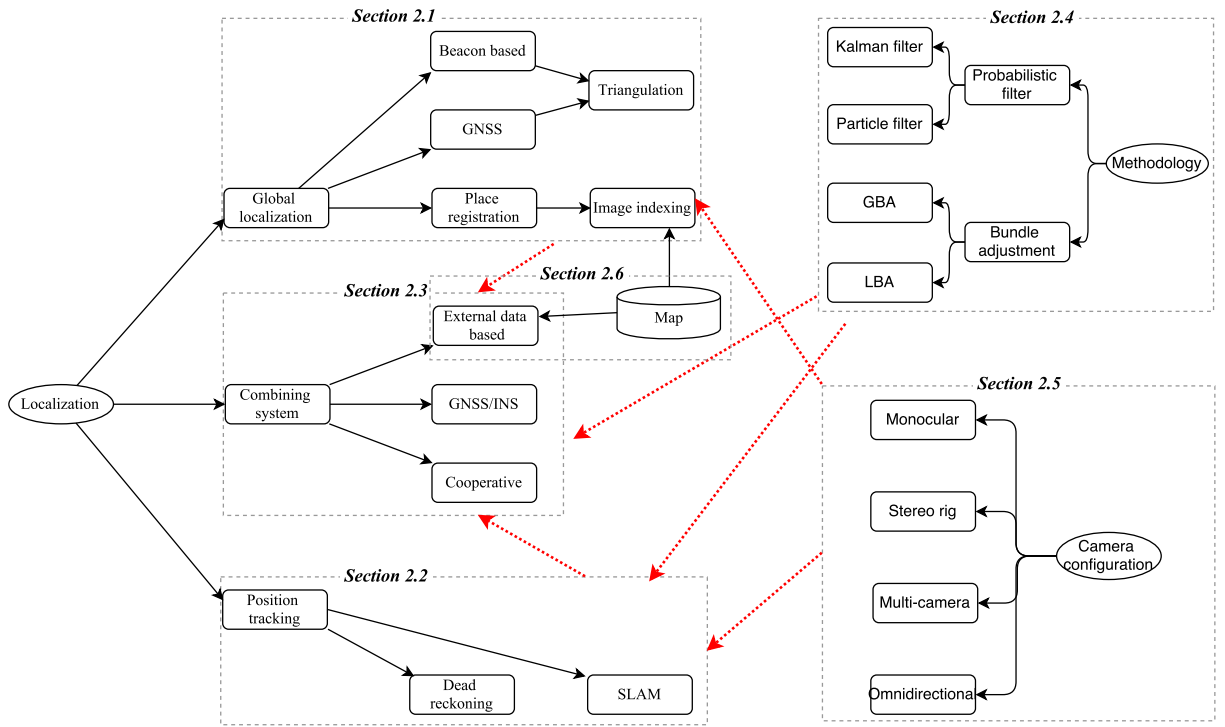 Section 2.1
Beacon based
Triangulation
GNSS
Global
localization
Place
registration
Image indexing
Section 2.6
Section 2.3
External data
based
Map
Localization
Combining
system
GNSS/INS
Cooperative
Section 2.2
Position
tracking
Dead
reckoning
SLAM
Section 2.4
Kalman filter
Probabilistic
filter
Particle filter
Methodology
GBA
Bundle
adjustment
LBA
Section 2.5
Monocular
Stereo rig
Camera
configuration
Multi-camera
Omnidirectiona